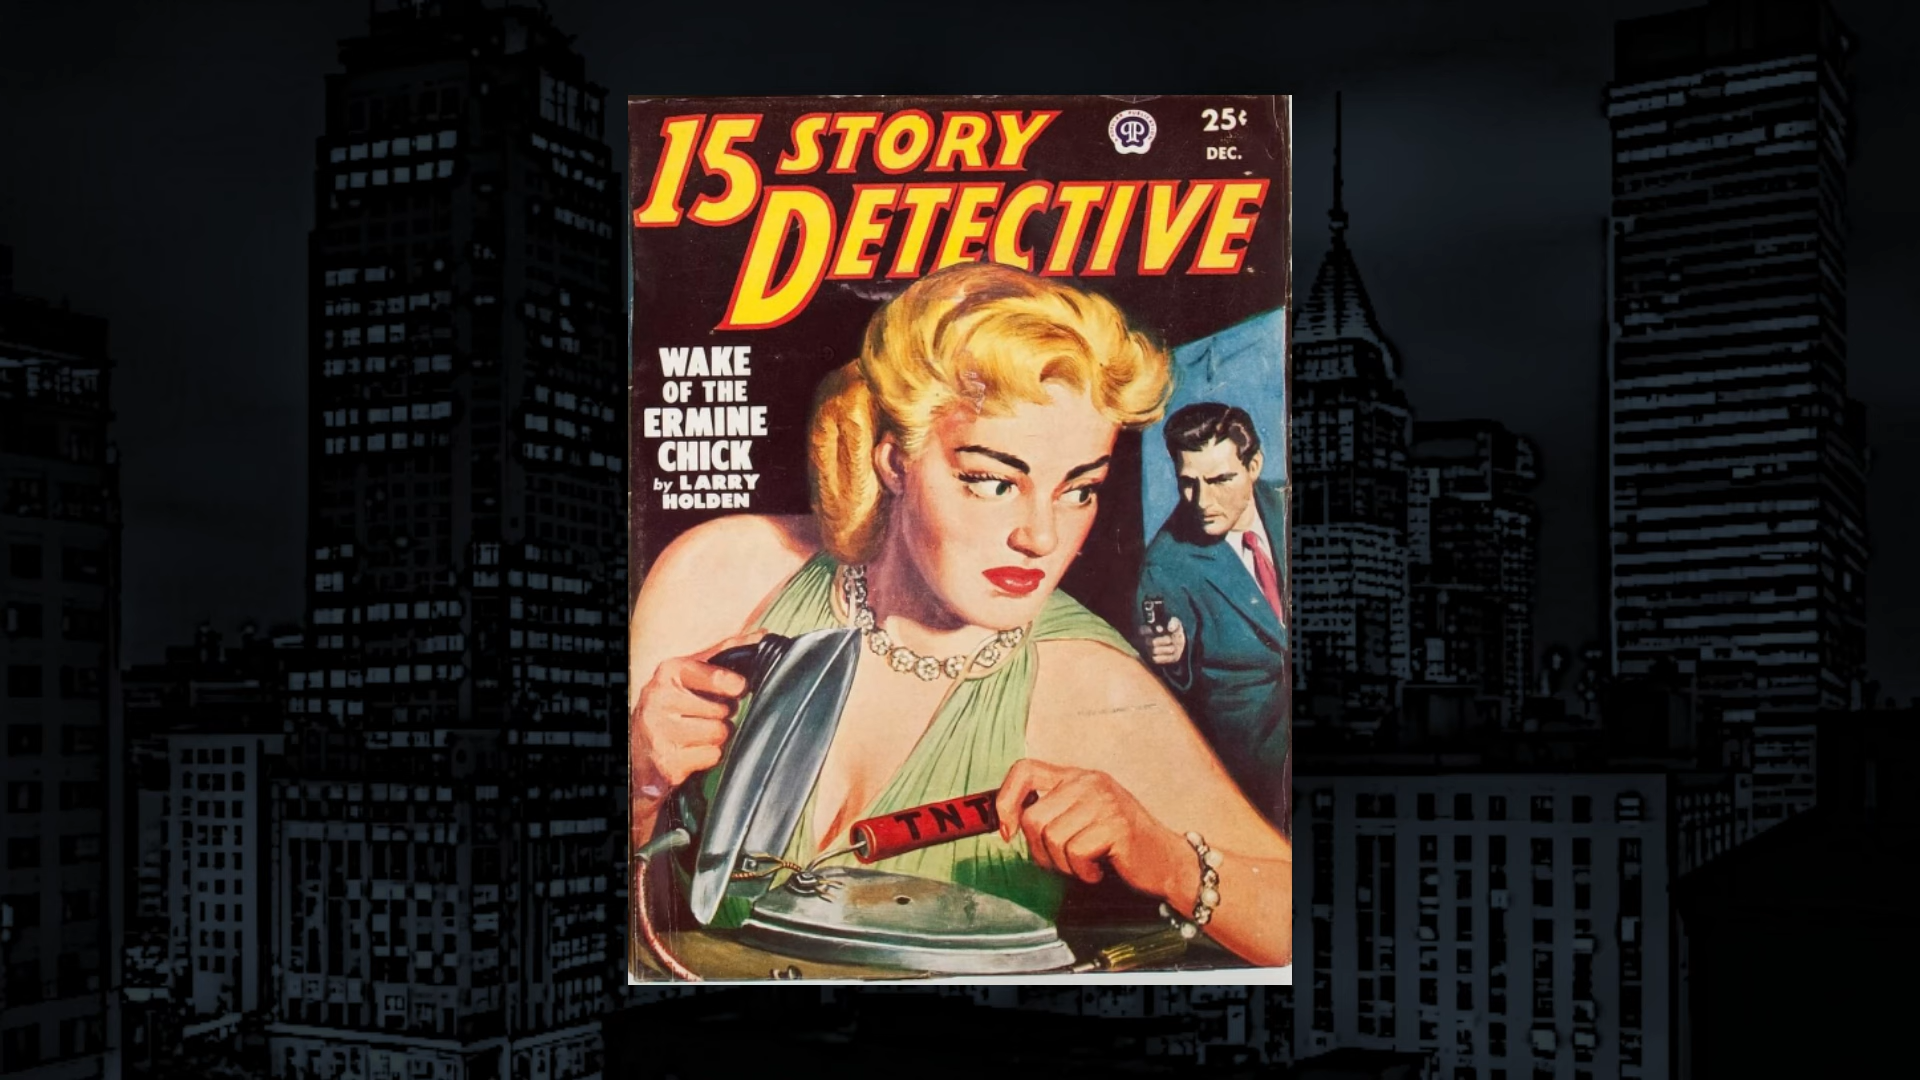 15 STORY
DETECTIVE
25¢
DEC.
WAKE
OF THE
ERMINE
CHICK
by LARRY
HOLDEN
TNT